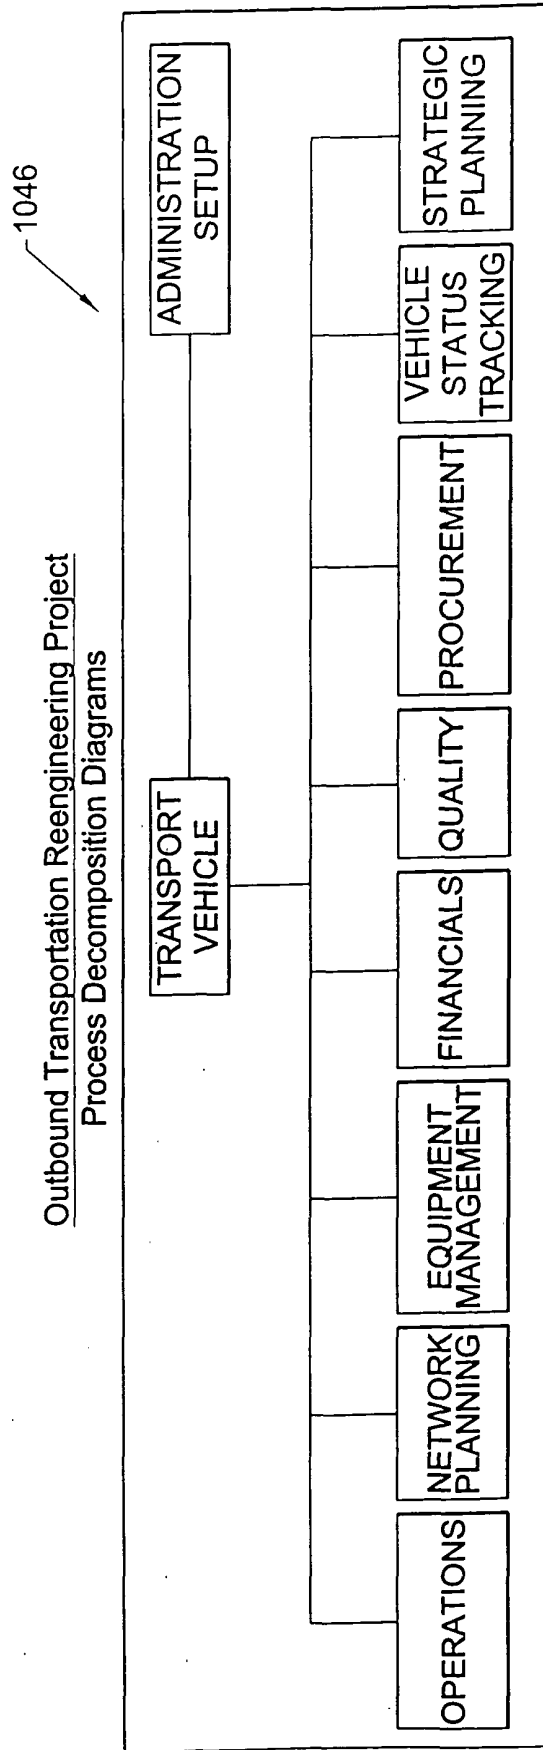 Outbound Transportation Reengineering Project
Process Decomposition Diagrams
1046
TRANSPORT
VEHICLE
ADMINISTRATION
SETUP
OPERATIONS
NETWORK
PLANNING
EQUIPMENT
MANAGEMENT
FINANCIALS
QUALITY
PROCUREMENT
VEHICLE
STATUS
TRACKING
STRATEGIC
PLANNING